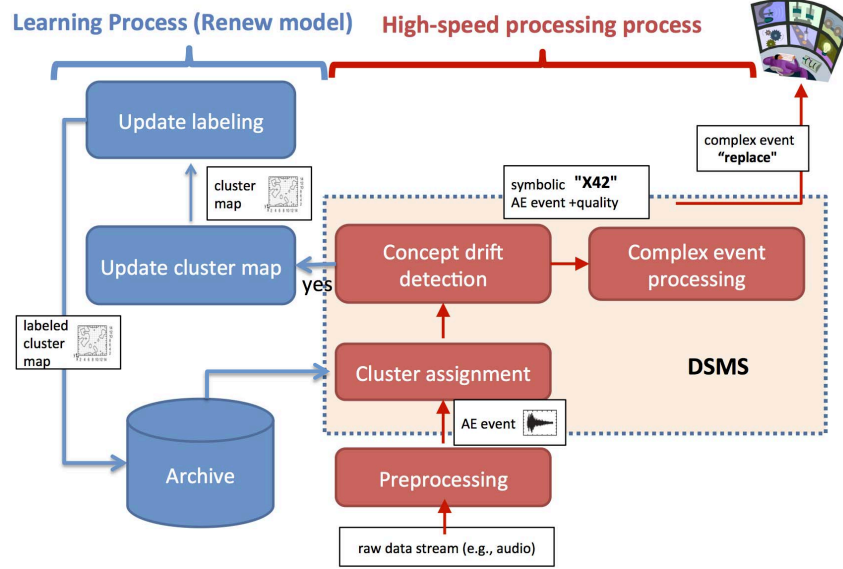 Learning Process (Renew model)
High-speed processing process
Update labeling
complex event
“replace"
cluster
map
symbolic "X42"
AE event +quality
Update cluster map
yes
Concept drift
detection
Complex event
processing
labeled
cluster
map
Cluster assignment
DSMS
AE event
Archive
Preprocessing
raw data stream (e.g., audio)